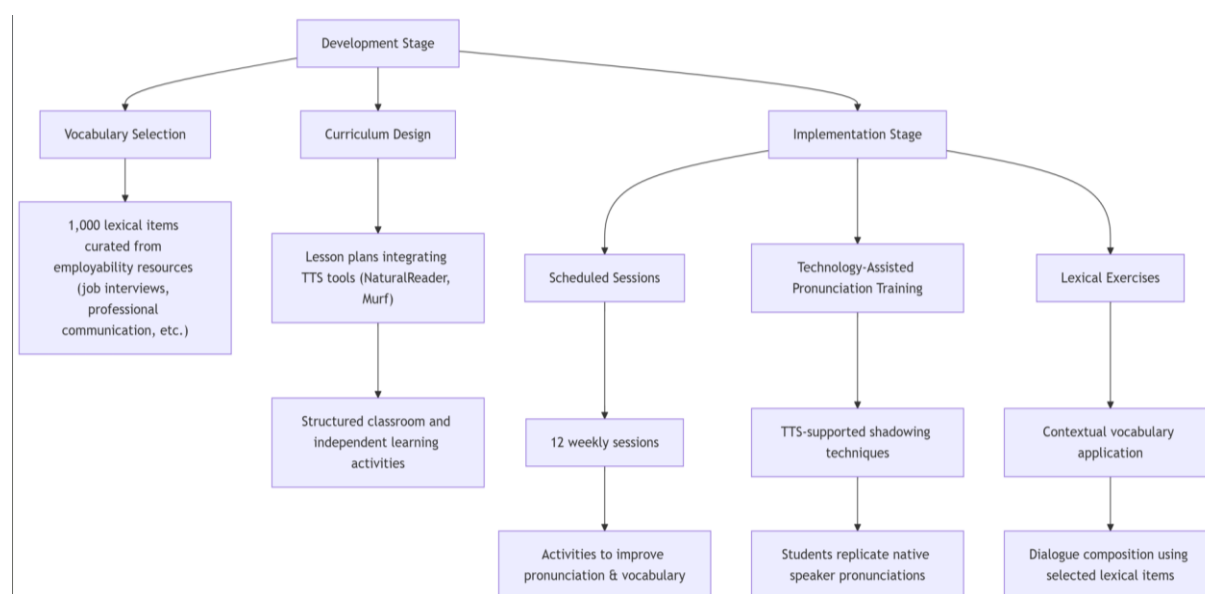 Development Stage
Vocabulary Selection
Curriculum Design
Implementation Stage
1,000 lexical items
curated from
employability resources
(job interviews,
professional
communication, etc.)
Lesson plans integrating
TTS tools (NaturalReader,
Murf)
Scheduled Sessions
Technology-Assisted
Pronunciation Training
Lexical Exercises
Structured classroom and
independent learning
activities
12 weekly sessions
TTS-supported shadowing
techniques
Contextual vocabulary
application
Activities to improve
pronunciation & vocabulary
Students replicate native
speaker pronunciations
Dialogue composition using
selected lexical items